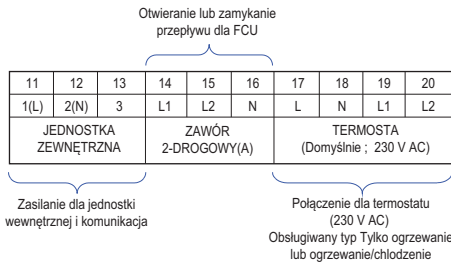 Otwieranie lub zamykanie
przepływu dla FCU
11 12 13 14 15 16 17 18 19 20
1(L) 2(N) 3 L1 L2 N L N L1 L2
JEDNOSTKA
ZEWNĘTRZNA
ZAWÓR
2-DROGOWY(A)
TERMOSTA
(Domyślnie ; 230 V AC)
Zasilanie dla jednostki
wewnętrznej i komunikacja
Połączenie dla termostatu
(230 V AC)
Obsługiwany typ Tylko ogrzewanie
lub ogrzewanie/chlodzenie